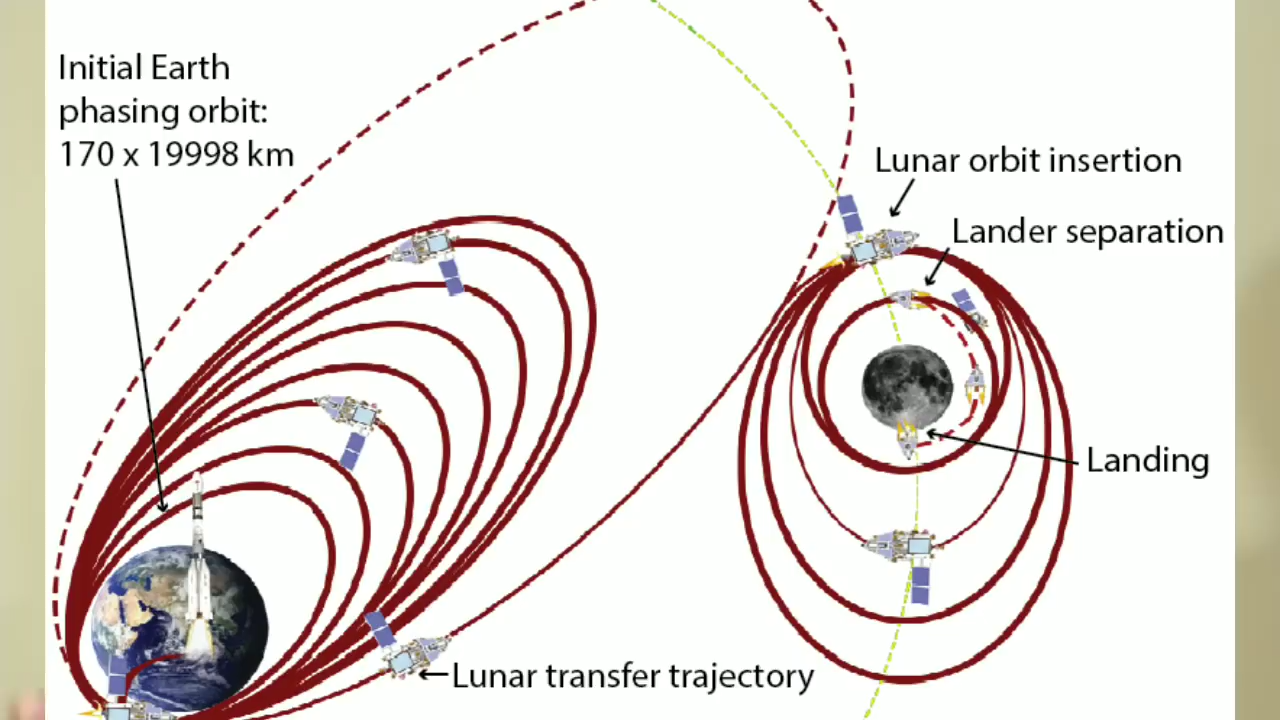 Initial Earth
phasing orbit:
170 x 19998 km
Lunar orbit insertion
Lander separation
Landing
Lunar transfer trajectory